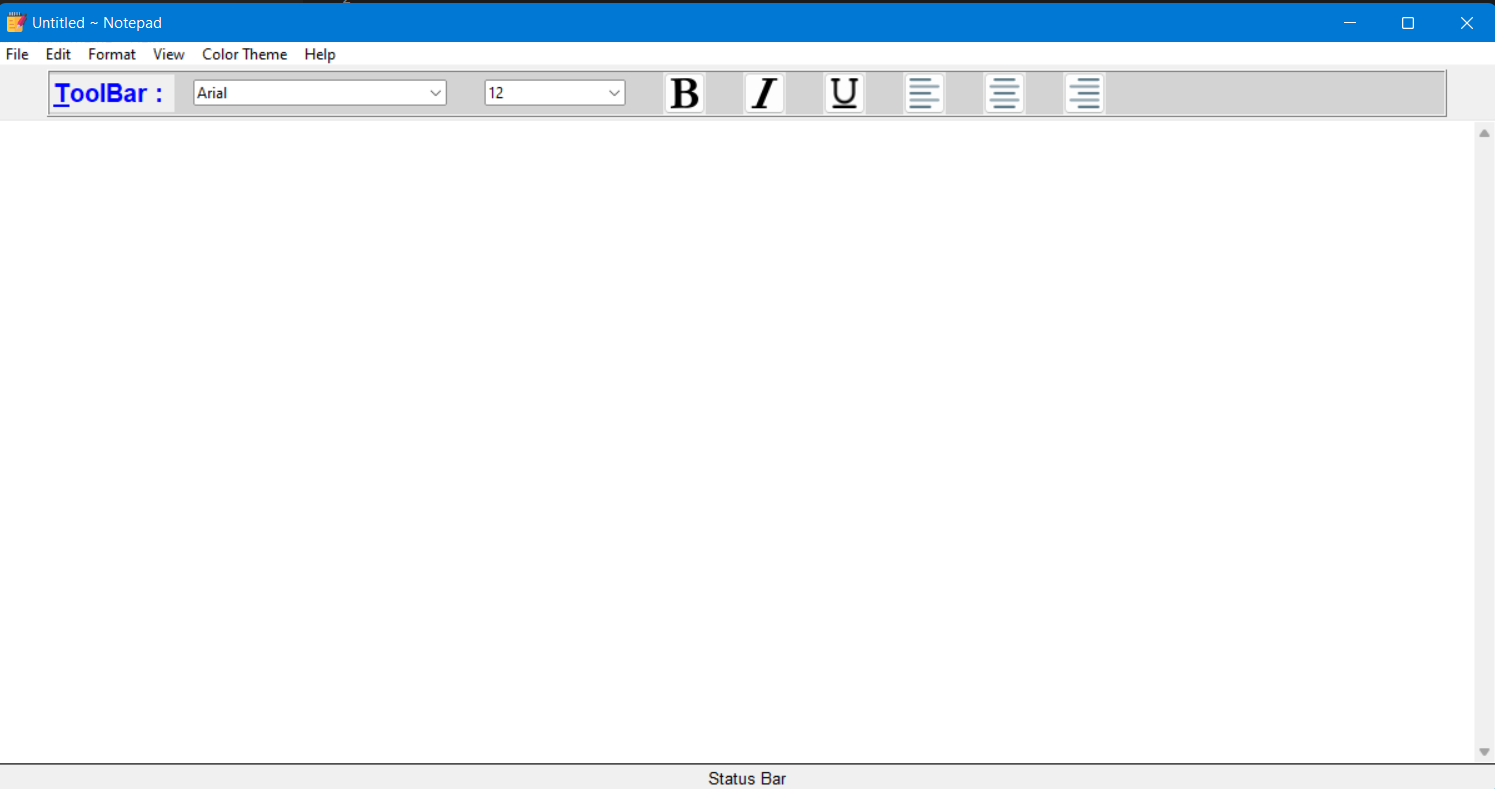 Untitled ~ Notepad
File Edit Format View Color Theme Help
ToolBar : Arial 12 B I U
Status Bar